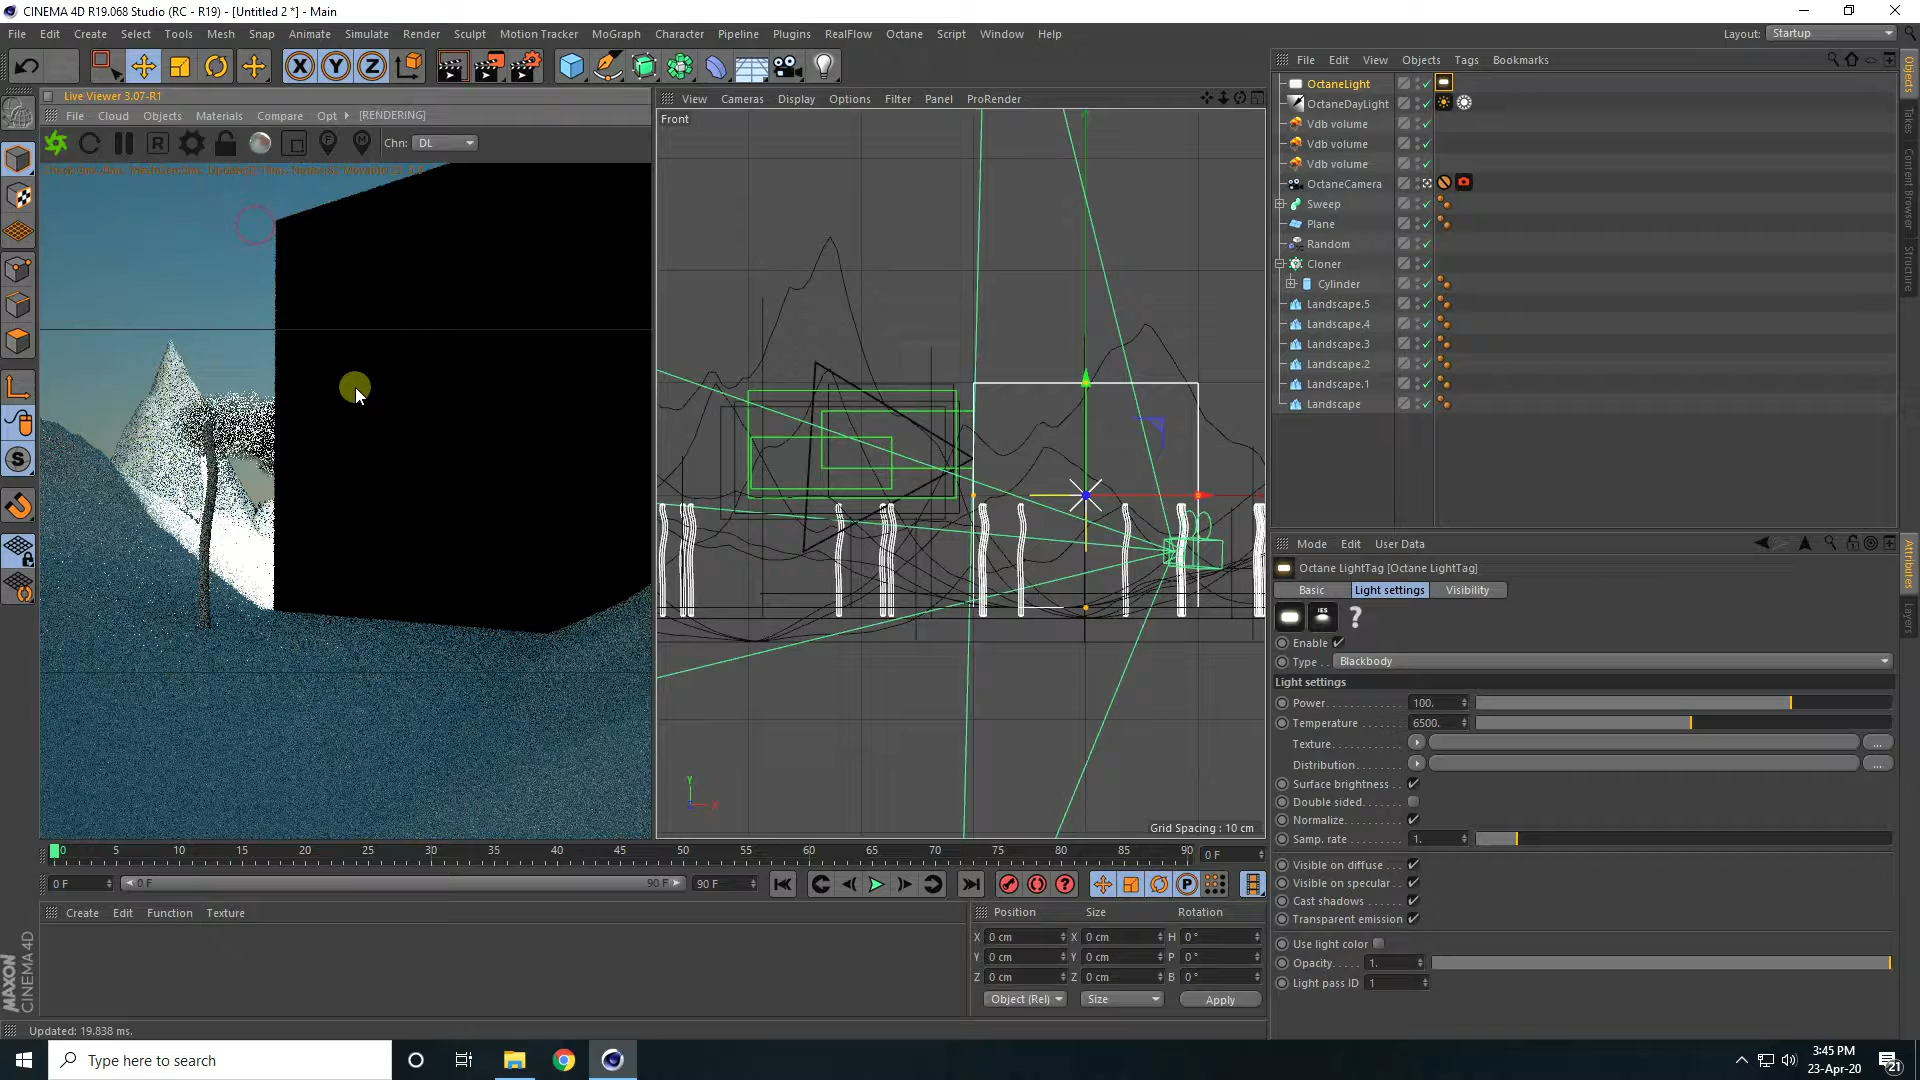 CINEMA 4D R19.068 Studio (RC - R19) - [Untitled 2 *] - Main
File Edit Create Select Tools Mesh Snap Animate Simulate Render Sculpt Motion Tracker MoGraph Character Pipeline Plugins RealFlow Octane Script Window Help
Layout: Startup
Live Viewer 3.07-R1
File Cloud Objects Materials Compare Opt [RENDERING]
Chn: DL
View Cameras Display Options Filter Panel ProRender
Front
Grid Spacing : 10 cm
File Edit View Objects Tags Bookmarks
OctaneLight
OctaneDayLight
Vdb volume
Vdb volume
Vdb volume
OctaneCamera
Sweep
Plane
Random
Cloner
Cylinder
Landscape.5
Landscape.4
Landscape.3
Landscape.2
Landscape.1
Landscape
Objects
Takes
Content Browser
Structure
Mode Edit User Data
Octane LightTag [Octane LightTag]
Basic Light settings Visibility
IES ?
Enable
Type . . Blackbody
Light settings
Power 100.
Temperature 6500.
Texture
Distribution
Surface brightness
Double sided
Normalize
Samp. rate 1.
Visible on diffuse
Visible on specular
Cast shadows
Transparent emission
Use light color
Opacity 1.
Light pass ID 1
Attributes
Layers
0 5 10 15 20 25 30 35 40 45 50 55 60 65 70 75 80 85 90 0 F
0 F 0 F 90 F 90 F
Create Edit Function Texture
Position Size Rotation
X 0 cm X 0 cm H 0 °
Y 0 cm Y 0 cm P 0 °
Z 0 cm Z 0 cm B 0 °
Object (Rel) Size Apply
MAXON
CINEMA 4D
Updated: 19.838 ms.
Type here to search
3:45 PM
23-Apr-20
21